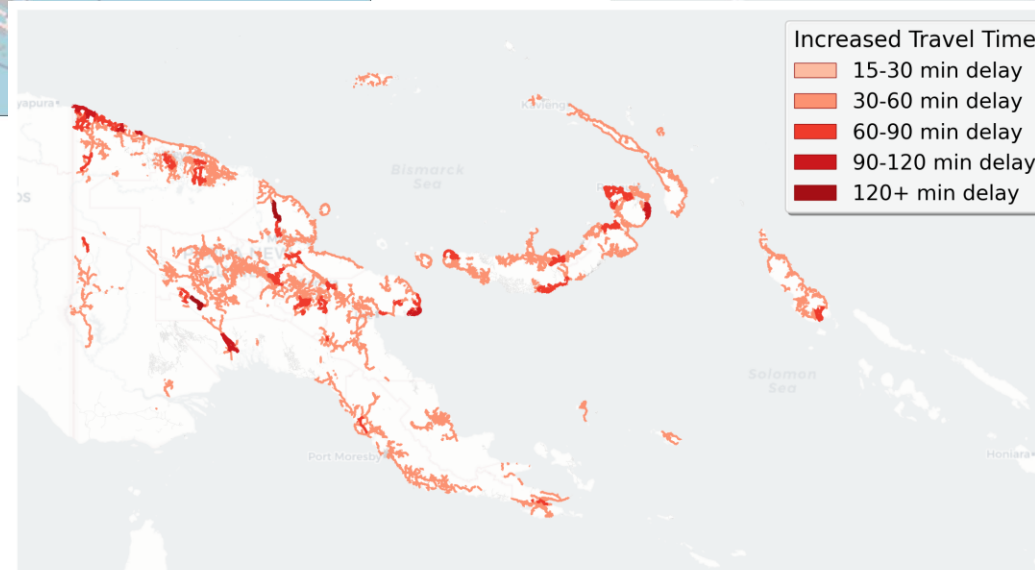 Increased Travel Time
15-30 min delay
30-60 min delay
60-90 min delay
90-120 min delay
120+ min delay
yapura
Kavieng
Bismarck
Sea
Solomon
Sea
Port Moresby
Honiara